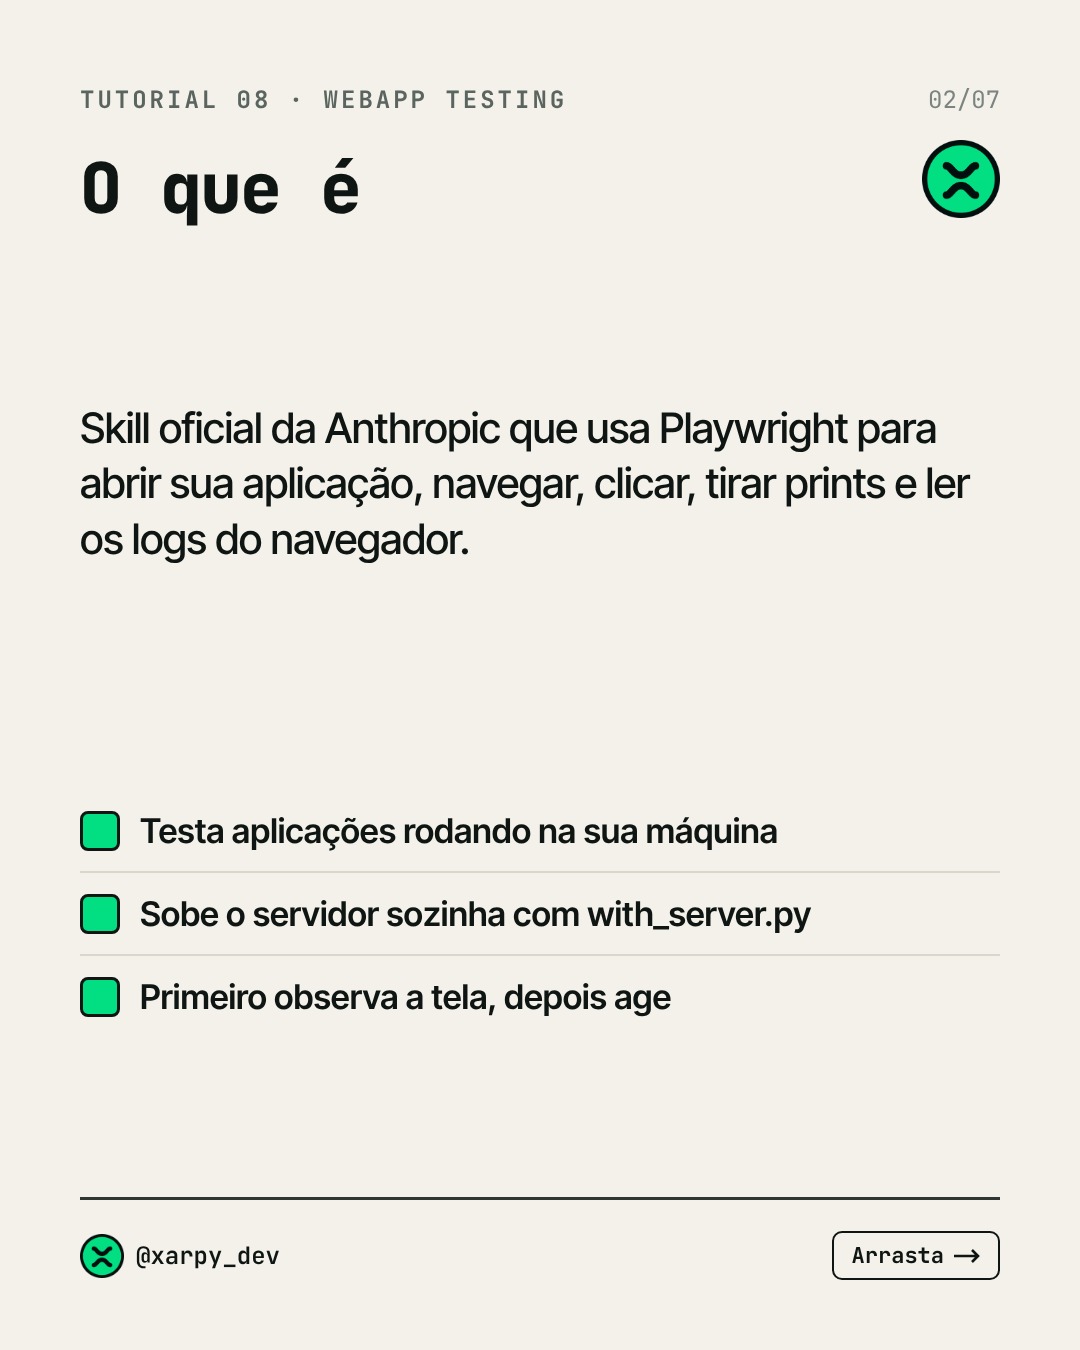 TUTORIAL 08 · WEBAPP TESTING
02/07
O que é
Skill oficial da Anthropic que usa Playwright para
abrir sua aplicação, navegar, clicar, tirar prints e ler
os logs do navegador.
Testa aplicações rodando na sua máquina
Sobe o servidor sozinha com with_server.py
Primeiro observa a tela, depois age
@xarpy_dev
Arrasta →